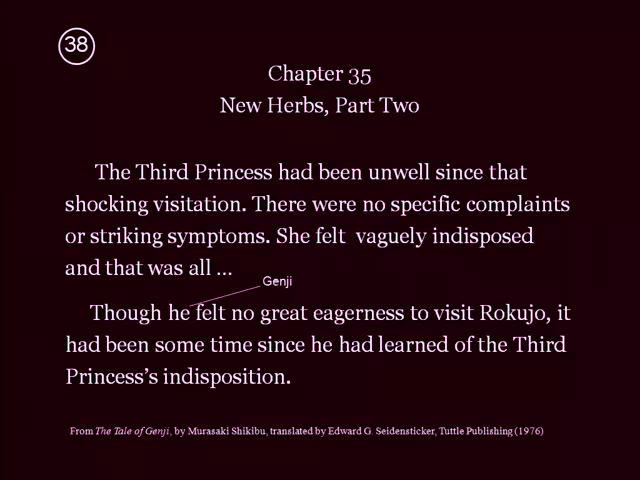 38
Chapter 35
New Herbs, Part Two
The Third Princess had been unwell since that
shocking visitation. There were no specific complaints
or striking symptoms. She felt  vaguely indisposed
and that was all ...
Genji
Though he felt no great eagerness to visit Rokujo, it
had been some time since he had learned of the Third
Princess’s indisposition.
From The Tale of Genji, by Murasaki Shikibu, translated by Edward G. Seidensticker, Tuttle Publishing (1976)